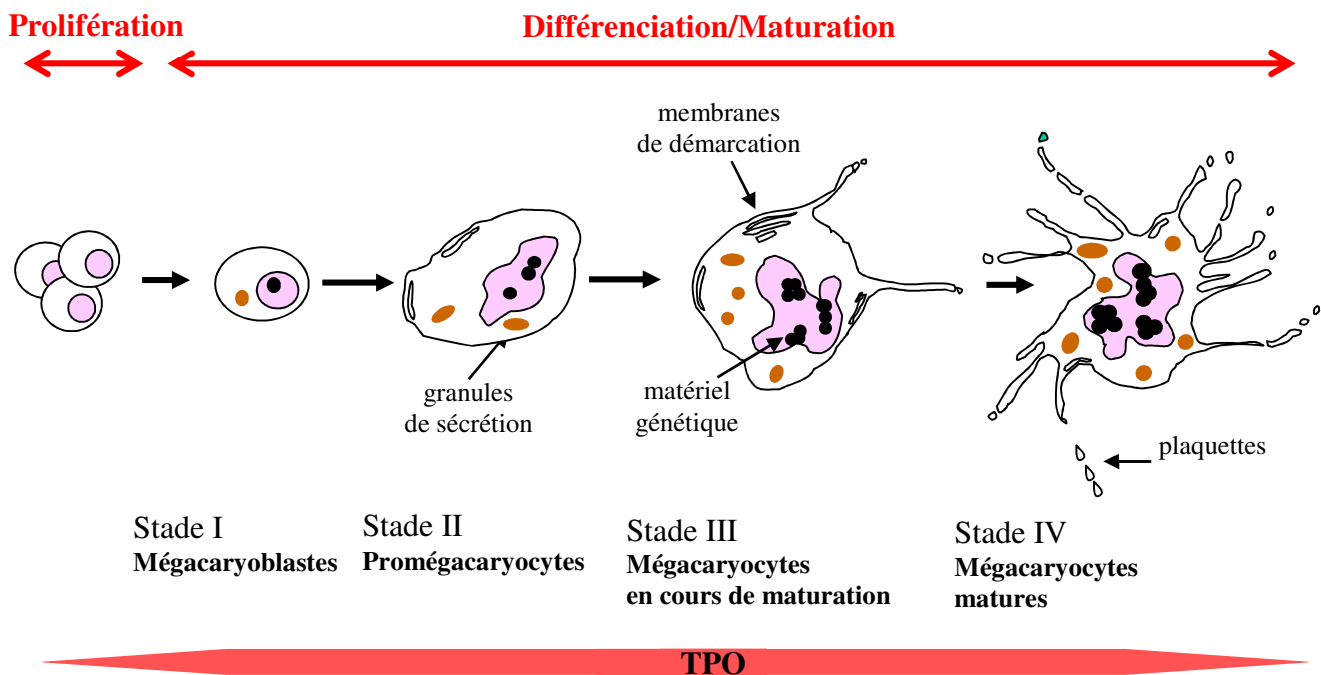 Prolifération
Différenciation/Maturation
membranes
de démarcation
granules
de sécrétion
matériel
génétique
plaquettes
Stade I
Mégacaryoblastes
Stade II
Promégacaryocytes
Stade III
Mégacaryocytes
en cours de maturation
Stade IV
Mégacaryocytes
matures
TPO